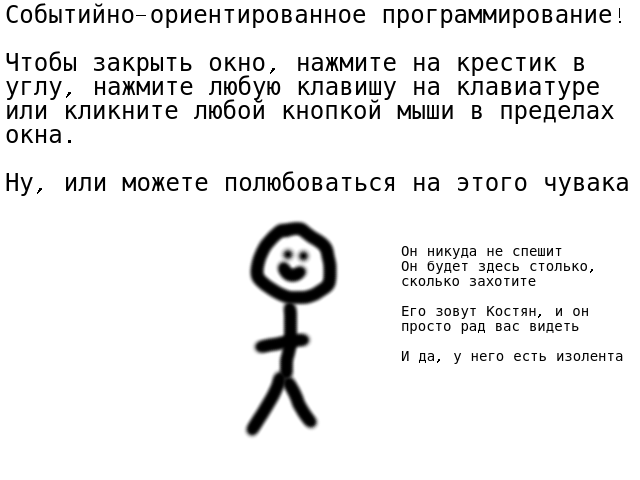 Событийно-ориентированное программирование!
Чтобы закрыть окно, нажмите на крестик в
углу, нажмите любую клавишу на клавиатуре
или кликните любой кнопкой мыши в пределах
окна.
Ну, или можете полюбоваться на этого чувака
Он никуда не спешит
Он будет здесь столько,
сколько захотите
Его зовут Костян, и он
просто рад вас видеть
И да, у него есть изолента